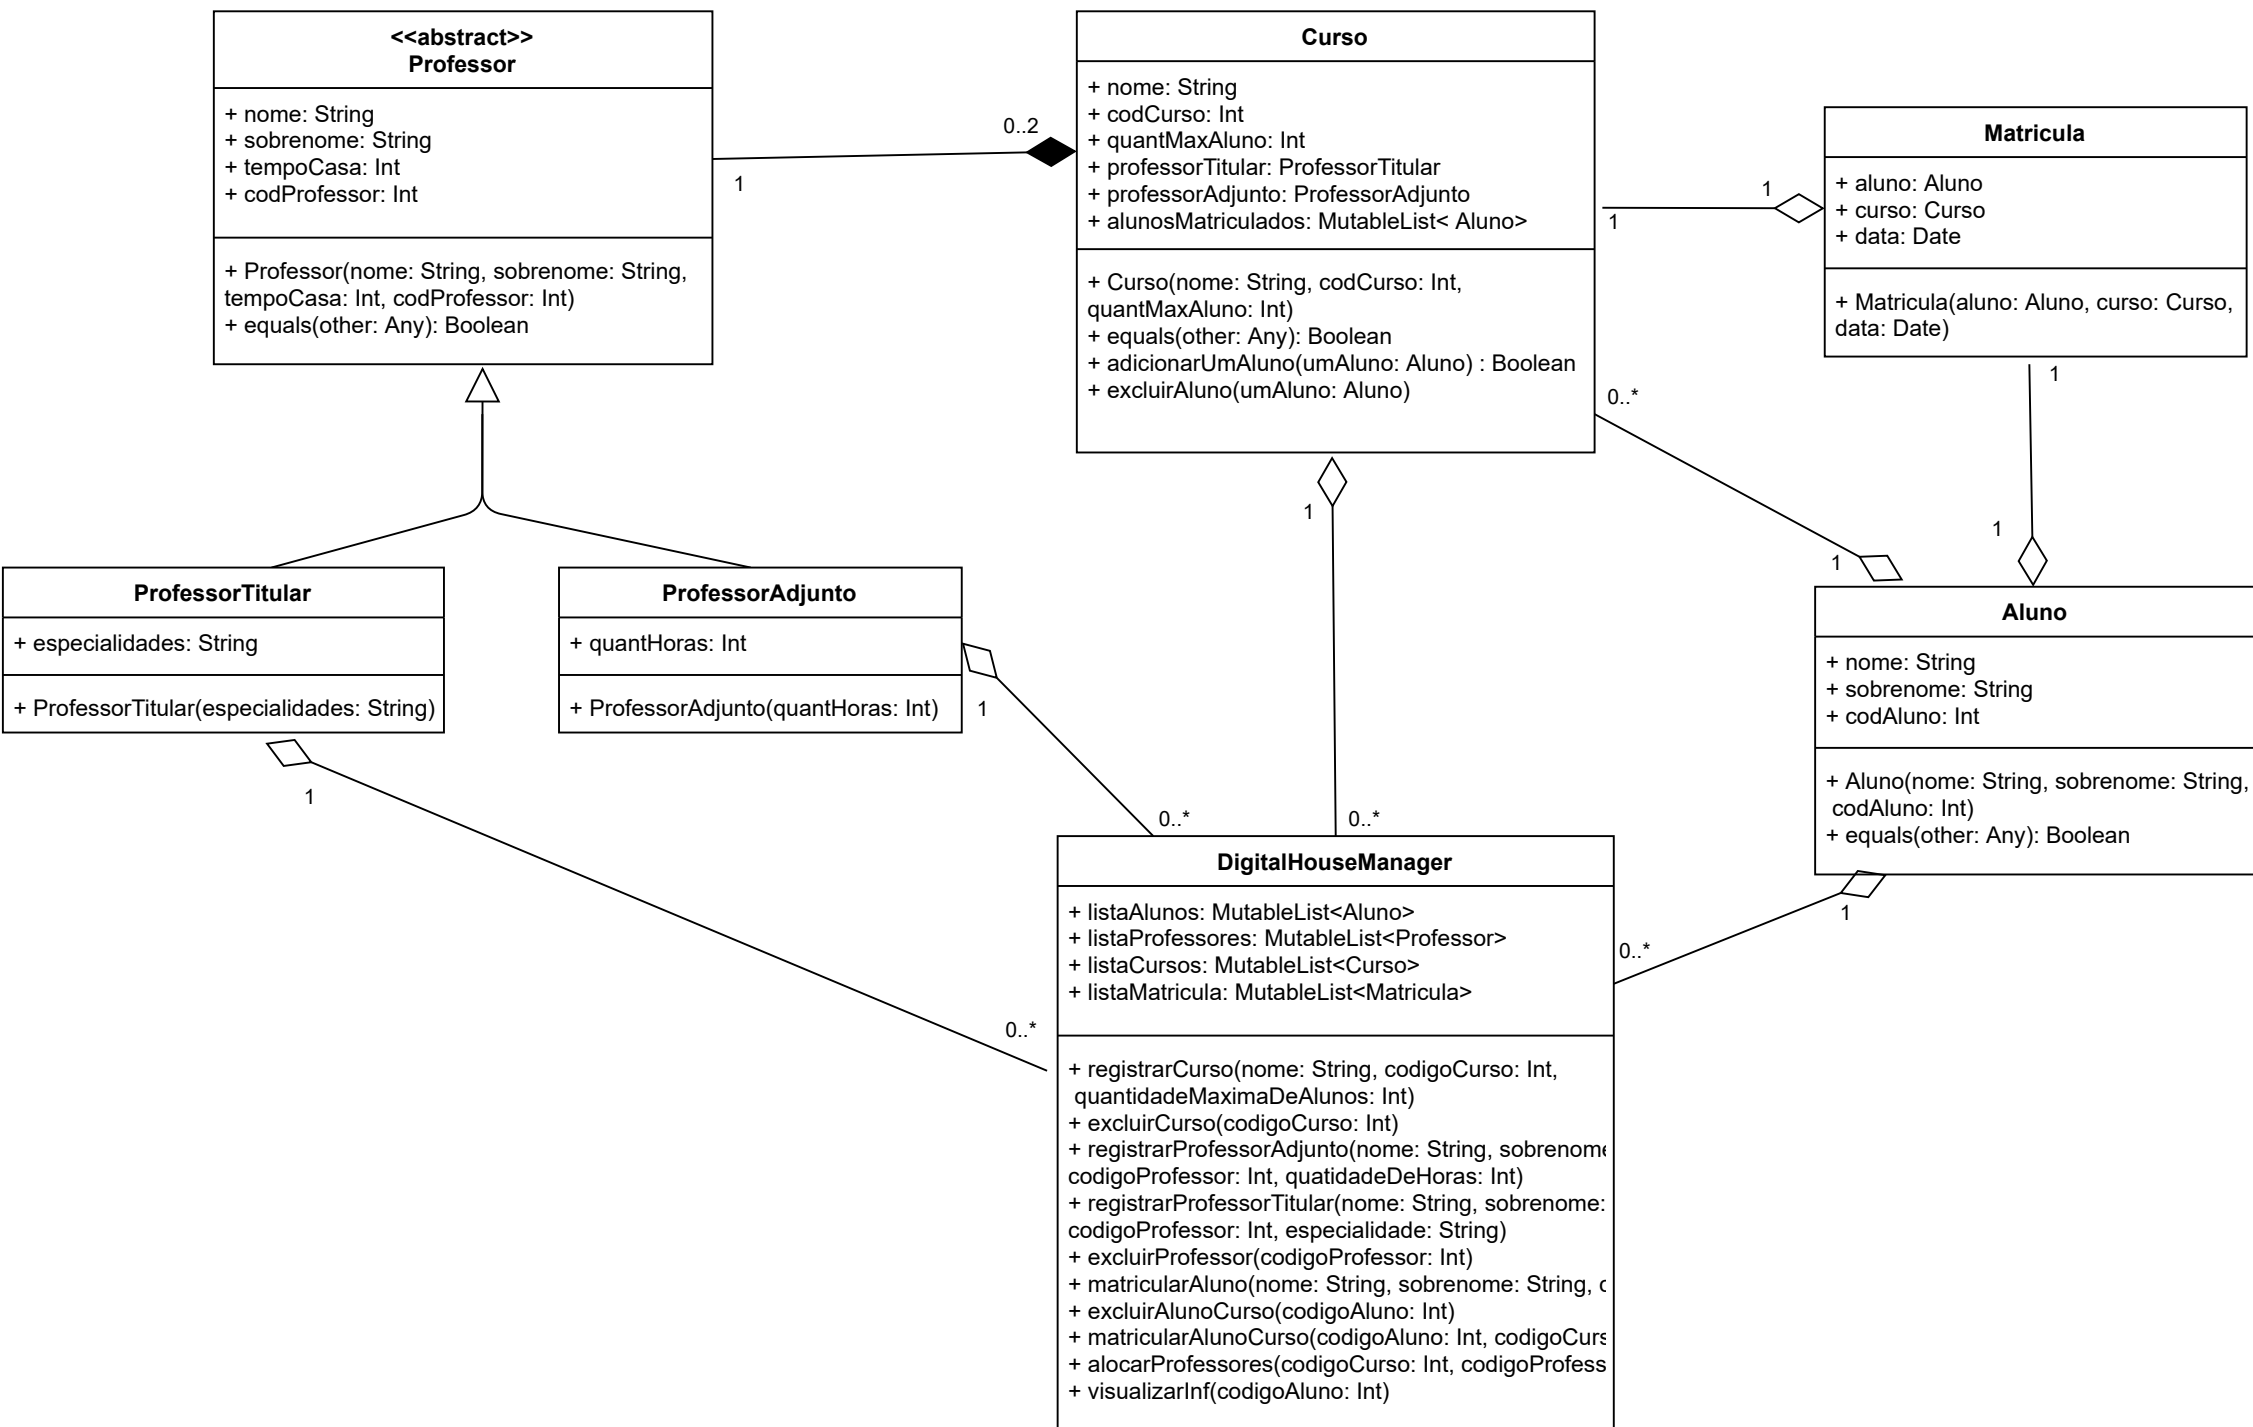 <<abstract>>
Professor
+ nome: String
+ sobrenome: String
+ tempoCasa: Int
+ codProfessor: Int
+ Professor(nome: String, sobrenome: String,
tempoCasa: Int, codProfessor: Int)
+ equals(other: Any): Boolean
0..2
1
Curso
+ nome: String
+ codCurso: Int
+ quantMaxAluno: Int
+ professorTitular: ProfessorTitular
+ professorAdjunto: ProfessorAdjunto
+ alunosMatriculados: MutableList< Aluno>
+ Curso(nome: String, codCurso: Int,
quantMaxAluno: Int)
+ equals(other: Any): Boolean
+ adicionarUmAluno(umAluno: Aluno) : Boolean
+ excluirAluno(umAluno: Aluno)
1
1
Matricula
+ aluno: Aluno
+ curso: Curso
+ data: Date
+ Matricula(aluno: Aluno, curso: Curso,
data: Date)
1
0..*
1
1
1
ProfessorTitular
+ especialidades: String
+ ProfessorTitular(especialidades: String)
1
ProfessorAdjunto
+ quantHoras: Int
+ ProfessorAdjunto(quantHoras: Int)
1
Aluno
+ nome: String
+ sobrenome: String
+ codAluno: Int
+ Aluno(nome: String, sobrenome: String,
codAluno: Int)
+ equals(other: Any): Boolean
1
0..*
0..*
0..*
0..*
DigitalHouseManager
+ listaAlunos: MutableList<Aluno>
+ listaProfessores: MutableList<Professor>
+ listaCursos: MutableList<Curso>
+ listaMatricula: MutableList<Matricula>
+ registrarCurso(nome: String, codigoCurso: Int,
quantidadeMaximaDeAlunos: Int)
+ excluirCurso(codigoCurso: Int)
+ registrarProfessorAdjunto(nome: String, sobrenome
codigoProfessor: Int, quatidadeDeHoras: Int)
+ registrarProfessorTitular(nome: String, sobrenome:
codigoProfessor: Int, especialidade: String)
+ excluirProfessor(codigoProfessor: Int)
+ matricularAluno(nome: String, sobrenome: String, c
+ excluirAlunoCurso(codigoAluno: Int)
+ matricularAlunoCurso(codigoAluno: Int, codigoCurs
+ alocarProfessores(codigoCurso: Int, codigoProfess
+ visualizarInf(codigoAluno: Int)